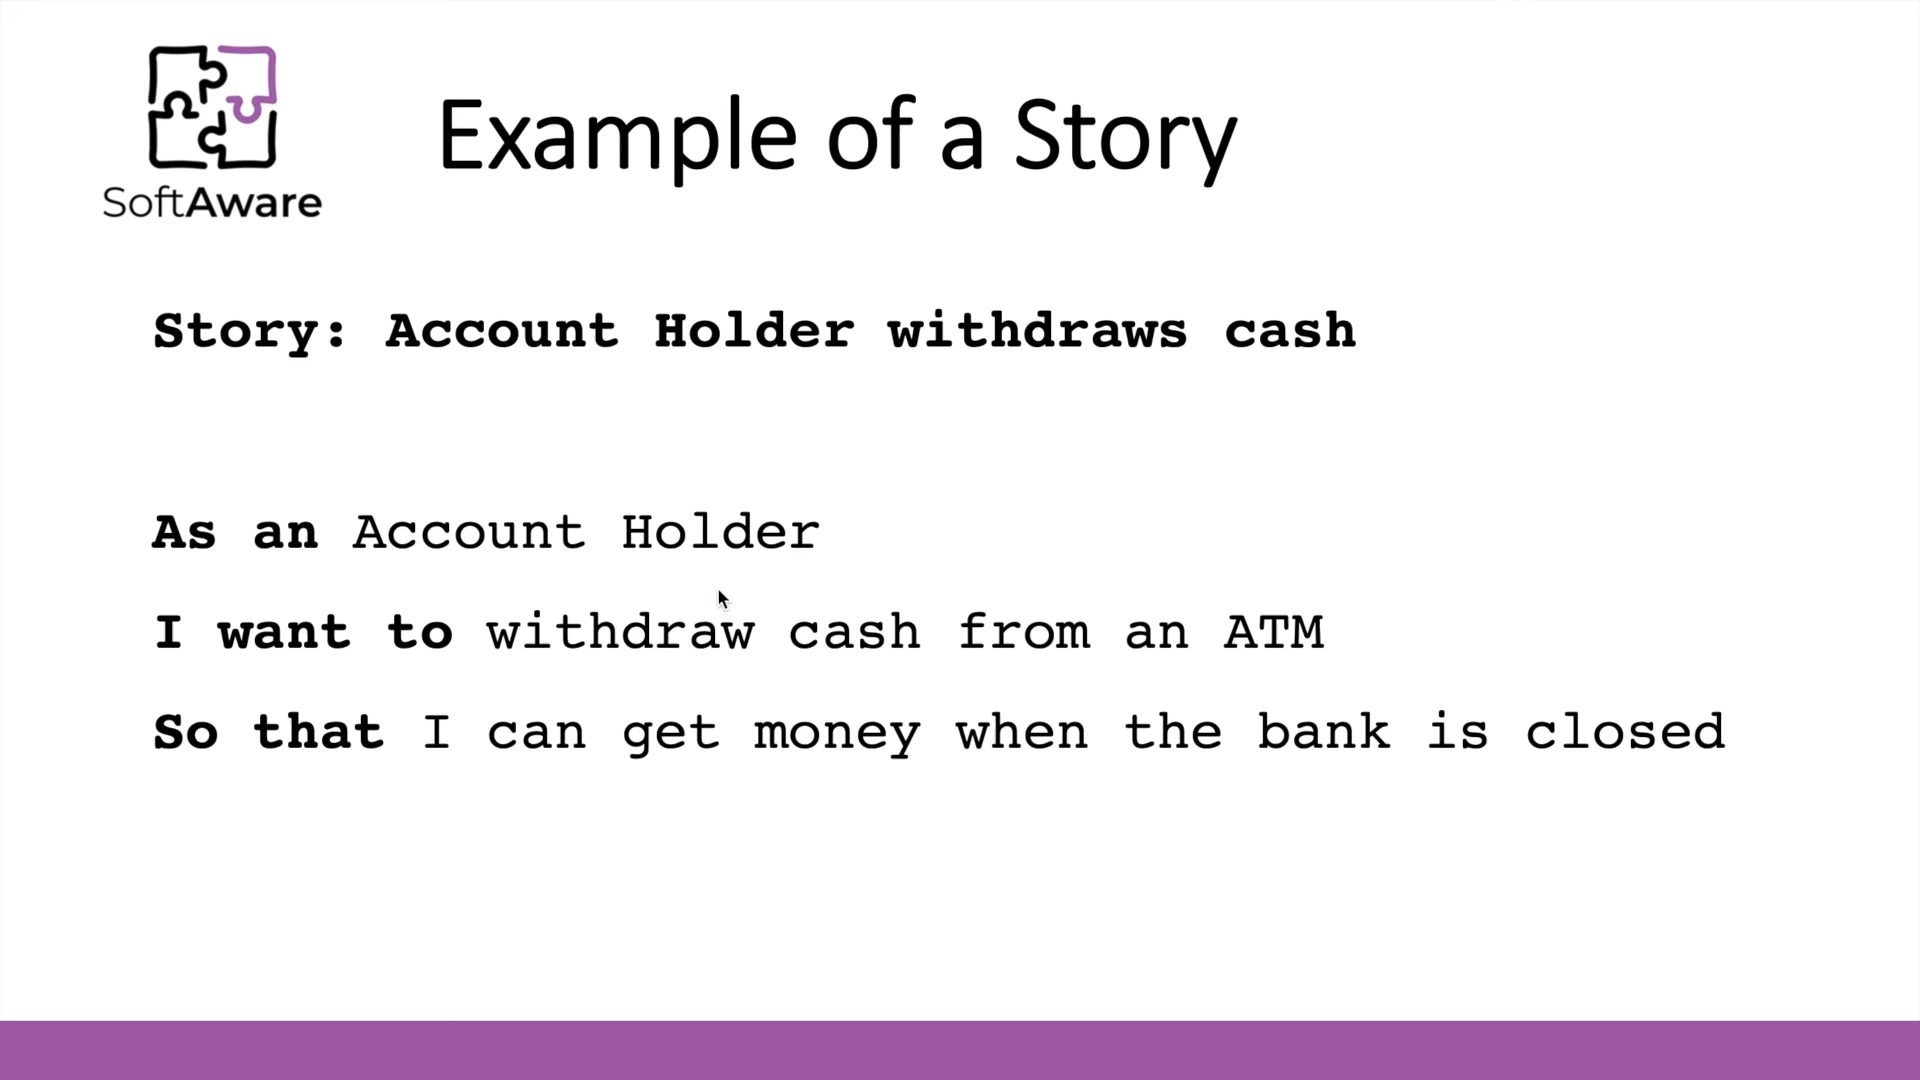 SoftAware
Example of a Story
Story: Account Holder withdraws cash
As an Account Holder
I want to withdraw cash from an ATM
So that I can get money when the bank is closed